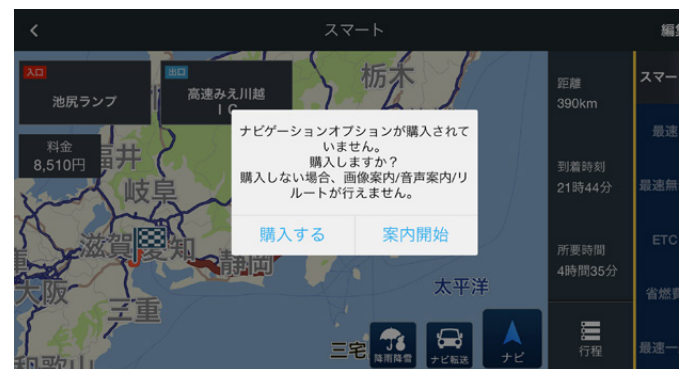 スマート
編集
入口
池尻ランプ
出口
高速みえ川越
IC
料金
8,510円
栃木
福井
岐阜
滋賀
愛知
静岡
大阪
三重
和歌山
太平洋
三宅
ナビゲーションオプションが購入されて
いません。
購入しますか?
購入しない場合、画像案内/音声案内/リ
ルートが行えません。
購入する
案内開始
距離
390km
到着時刻
21時44分
所要時間
4時間35分
行程
スマー
最速
最速無
ETC
省燃費
最速一
降雨降雪
ナビ転送
ナビ